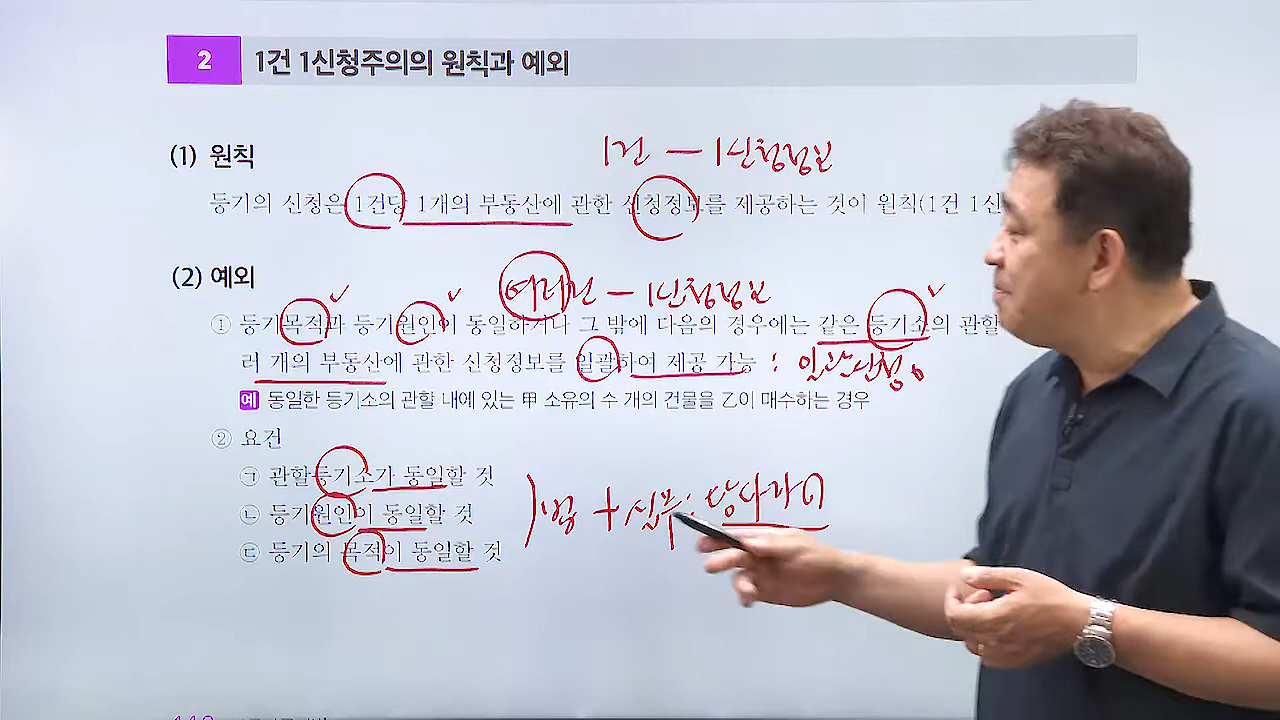 2 1건 1신청주의의 원칙과 예외
(1) 원칙
1건 — 1신청정보
등기의 신청은 1건당 1개의 부동산에 관한 신청정보를 제공하는 것이 원칙(1건 1신
(2) 예외
여러건 — 1신청정보
① 등기목적과 등기원인이 동일하거나 그 밖에 다음의 경우에는 같은 등기소의 관할
러 개의 부동산에 관한 신청정보를 일괄하여 제공 가능 : 일괄신청
예 동일한 등기소의 관할 내에 있는 甲 소유의 수 개의 건물을 乙이 매수하는 경우
② 요건
㉠ 관할등기소가 동일할 것
㉡ 등기원인이 동일할 것
㉢ 등기의 목적이 동일할 것
법 + 실무: